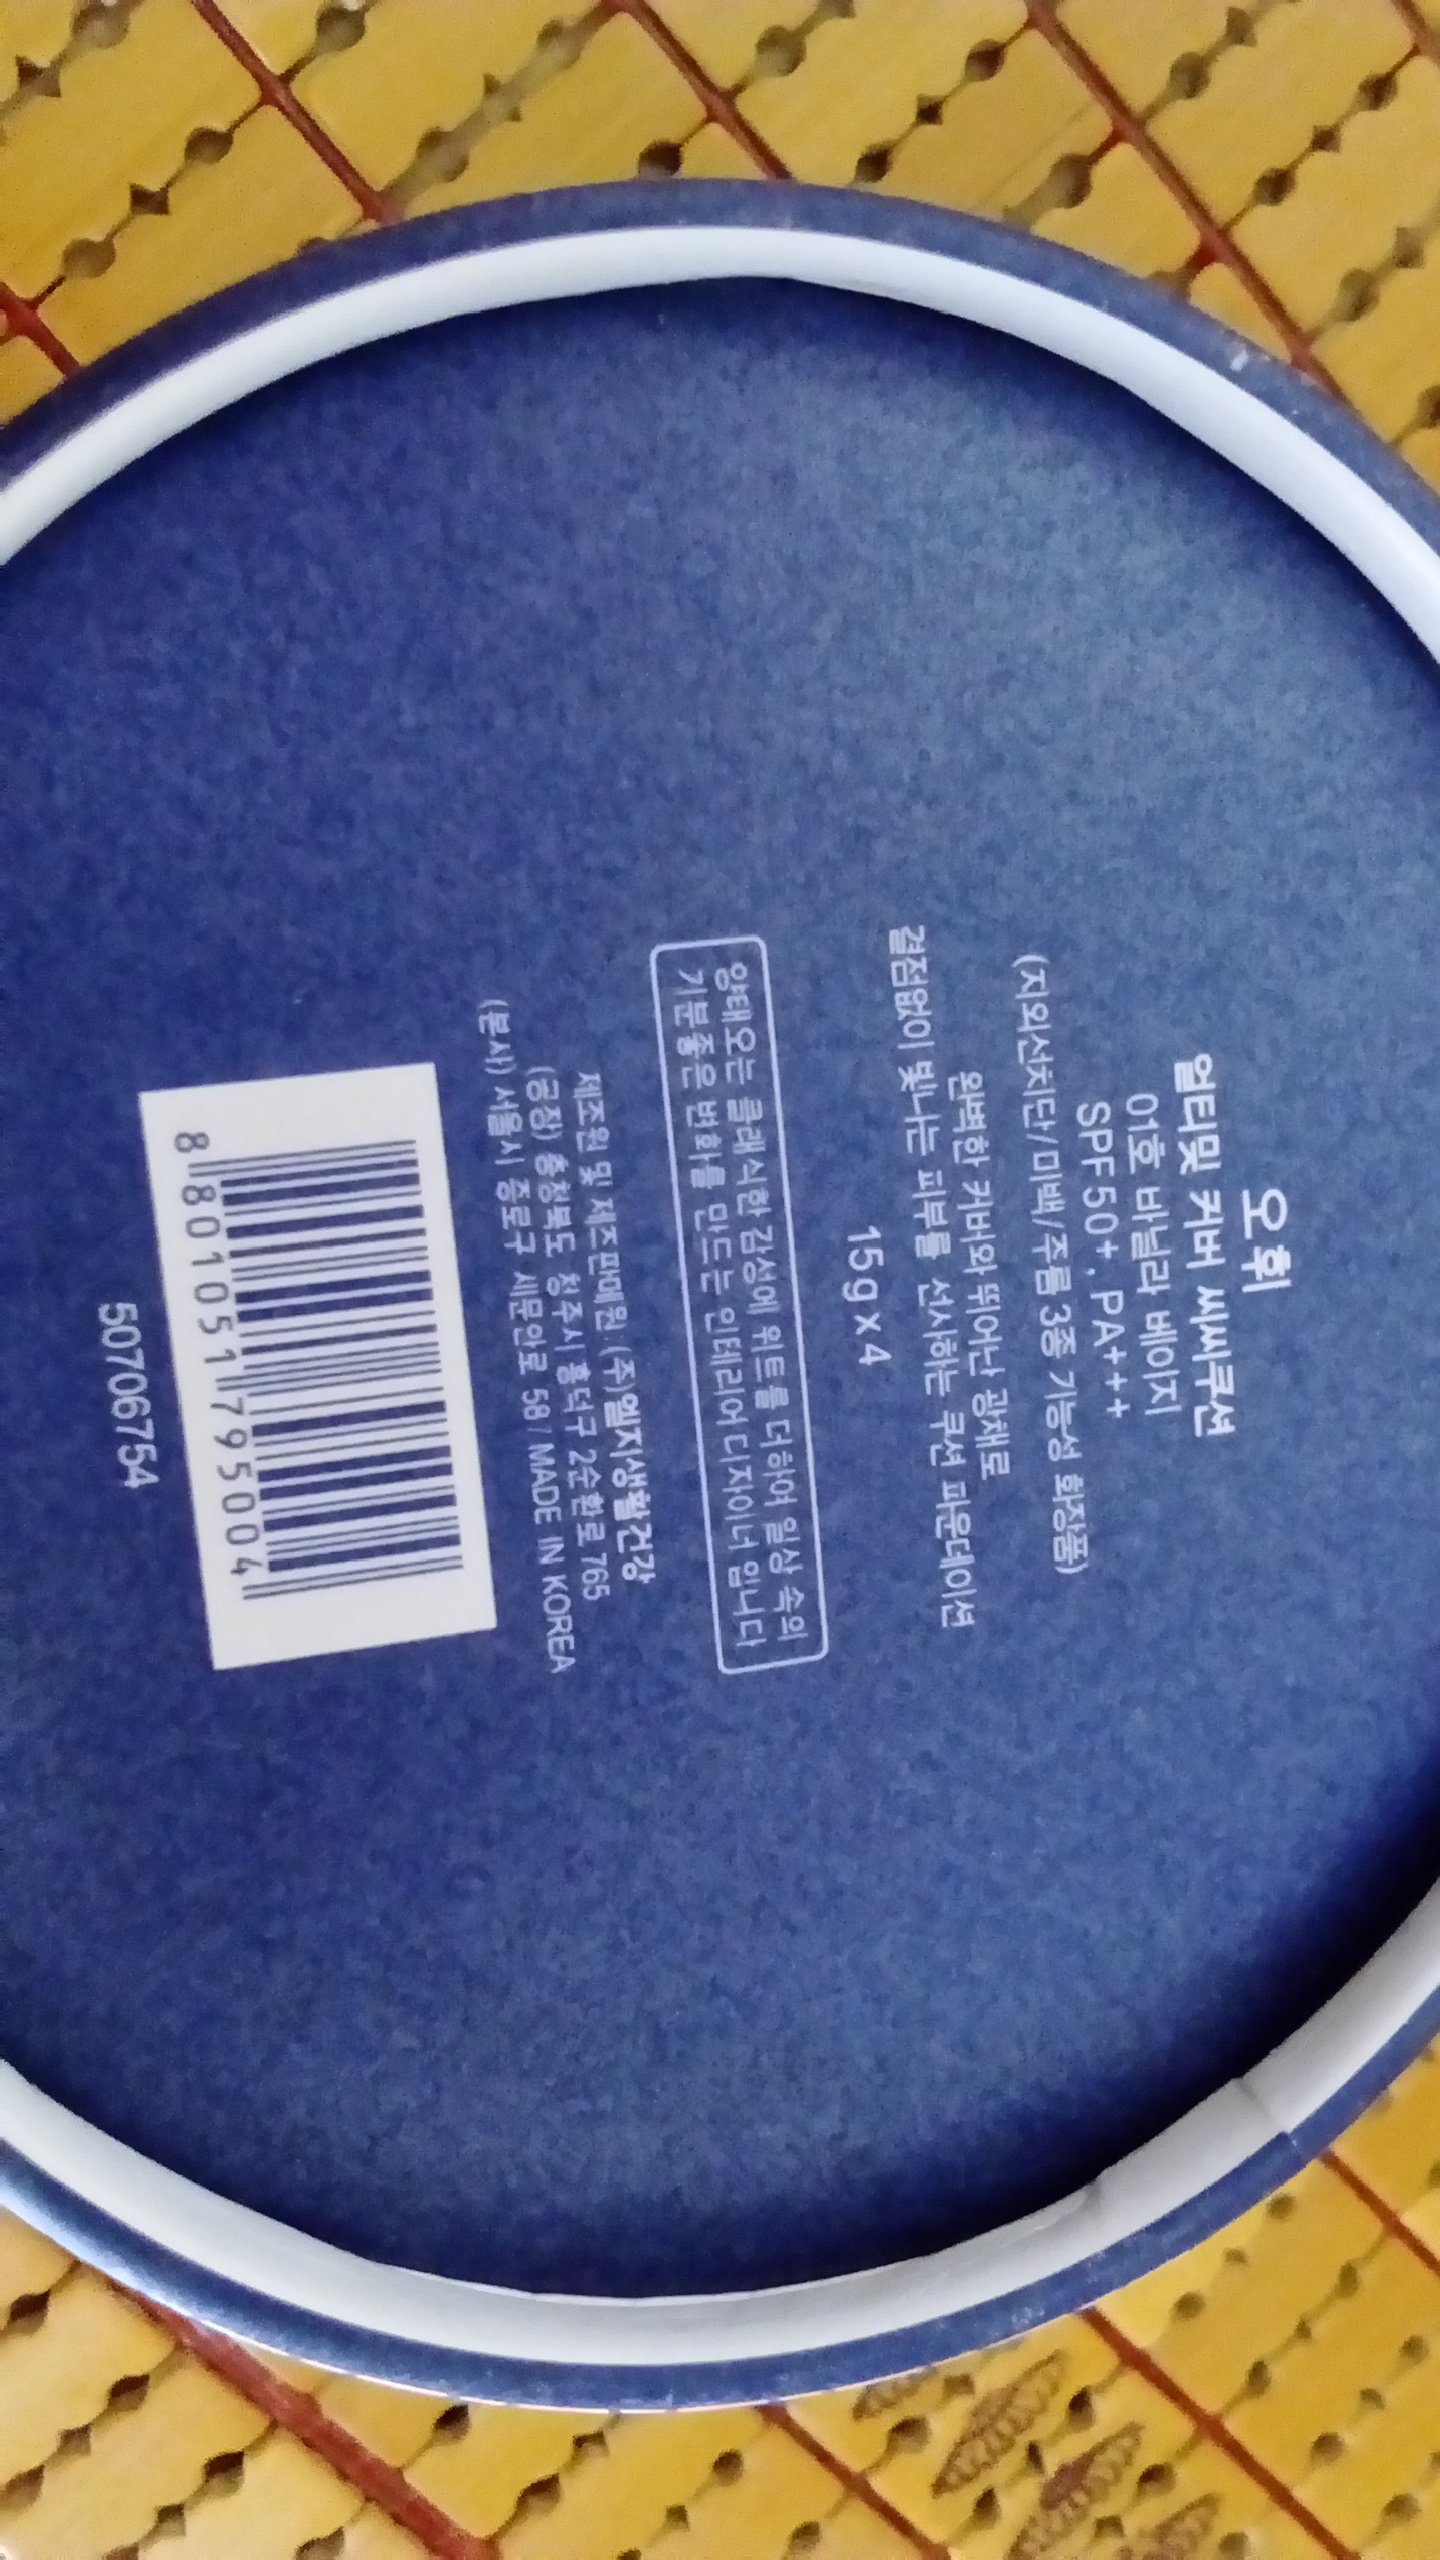 오휘
얼티밋 커버 씨씨쿠션
01호 바닐라 베이지
SPF50+, PA+++
(자외선차단/미백/주름 3종 기능성 화장품)
완벽한 커버와 뛰어난 광채로
결점없이 빛나는 피부를 선사하는 쿠션 파운데이션
15g x 4
양태오는 클래식한 감성에 위트를 더하여 일상 속의
기분좋은 변화를 만드는 인테리어 디자이너 입니다
제조원 및 제조판매원: (주)엘지생활건강
(공장) 충청북도 청주시 흥덕구 2순환로 765
(본사) 서울시 종로구 새문안로 58 / MADE IN KOREA
8 801051 795004
50706754